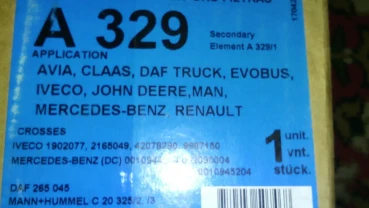 A 329
Secondary
Element A 329/1
APPLICATION
AVIA, CLAAS, DAF TRUCK, EVOBUS,
IVECO, JOHN DEERE,MAN,
MERCEDES-BENZ RENAULT
CROSSES
IVECO 1902077, 2165049,
MERCEDES-BENZ (DC)
0010945204
1 unit.
vnt.
stück.
DAF 265 045
MANN+HUMMEL C 20 325/2,